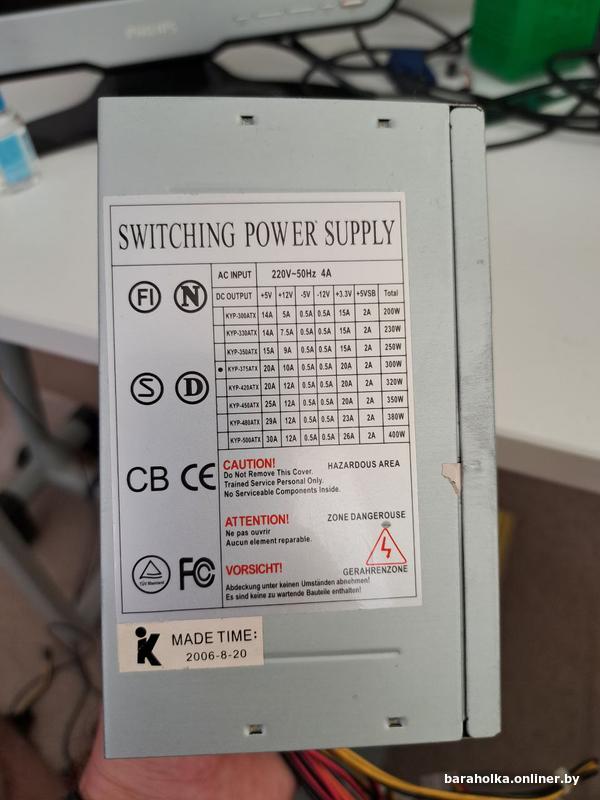 PHILIPS
SWITCHING POWER SUPPLY
AC INPUT 220V~50Hz 4A
DC OUTPUT +5V +12V -5V -12V +3.3V +5VSB Total
KYP-300ATX 14A 5A 0.5A 0.5A 15A 2A 200W
KYP-330ATX 14A 7.5A 0.5A 0.5A 15A 2A 230W
KYP-350ATX 15A 9A 0.5A 0.5A 15A 2A 250W
KYP-375ATX 20A 10A 0.5A 0.5A 20A 2A 300W
KYP-420ATX 20A 12A 0.5A 0.5A 20A 2A 320W
KYP-450ATX 25A 12A 0.5A 0.5A 20A 2A 350W
KYP-480ATX 29A 12A 0.5A 0.5A 23A 2A 380W
KYP-500ATX 30A 12A 0.5A 0.5A 26A 2A 400W
FI N
S D
CB CE
TÜV
FC
CAUTION! HAZARDOUS AREA
Do Not Remove This Cover.
Trained Service Personal Only.
No Serviceable Components Inside.
ZONE DANGEROUSE
ATTENTION!
Ne pas ouvrir
Aucun element reparable.
VORSICHT! GERAHRENZONE
Abdeckung unter keinen Umständen abnehmen!
Es sind keine zu wartende Bauteile enthalten!
iK MADE TIME:
2006-8-20
baraholka.onliner.by